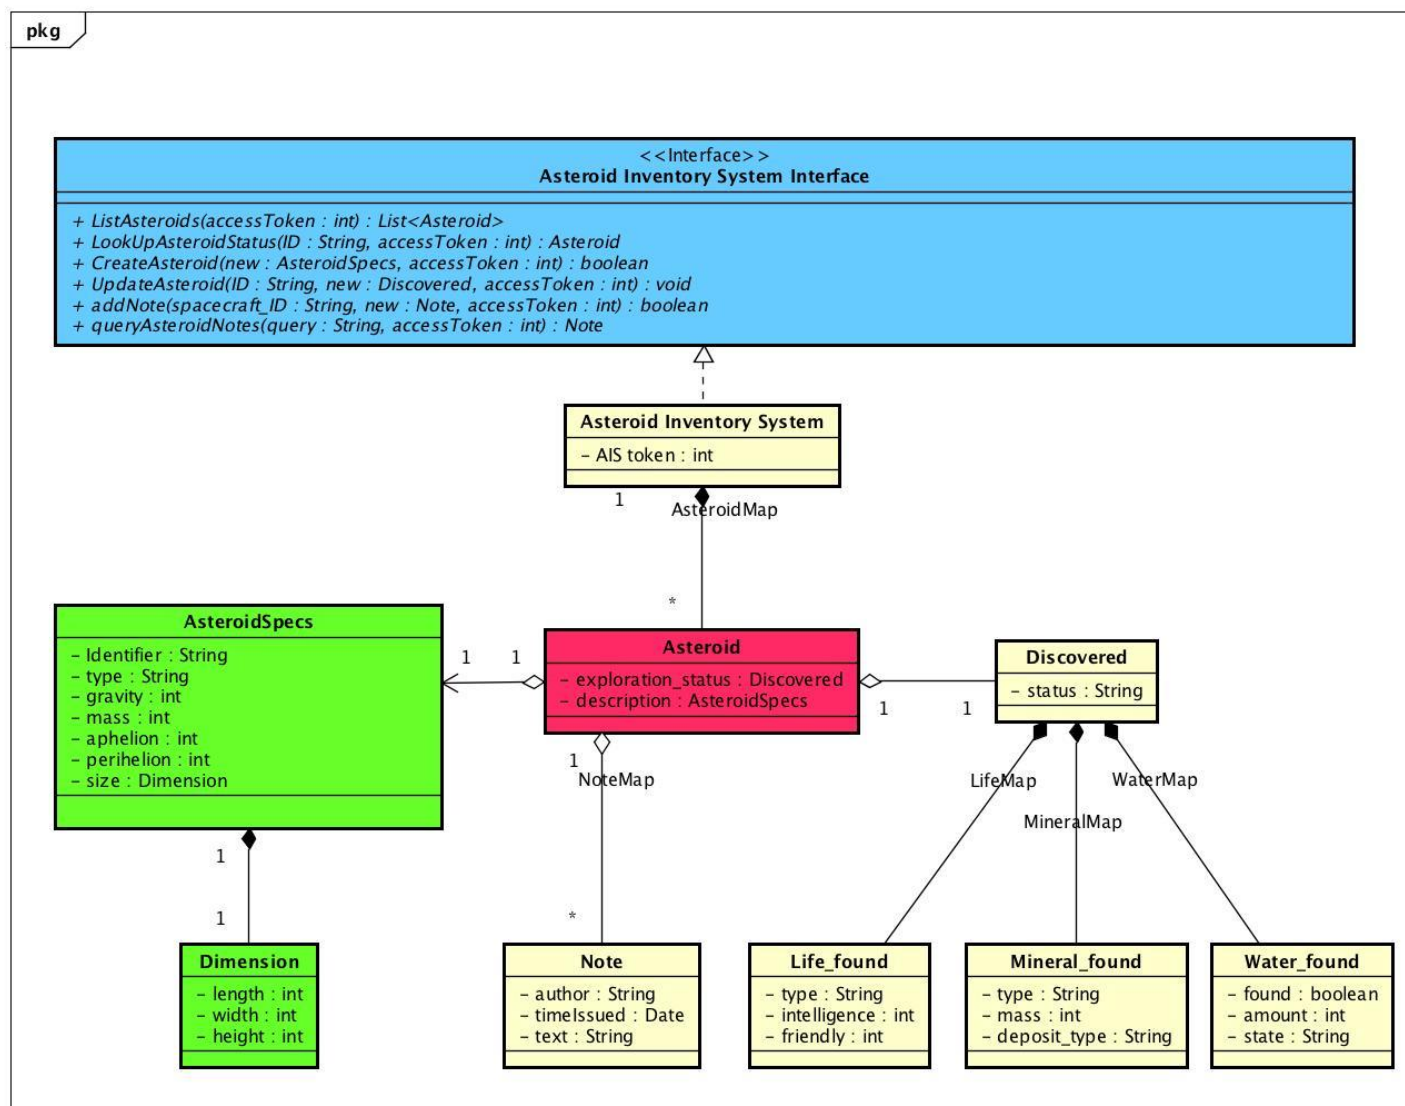 pkg
<<Interface>>
Asteroid Inventory System Interface
+ ListAsteroids(accessToken : int) : List<Asteroid>
+ LookUpAsteroidStatus(ID : String, accessToken : int) : Asteroid
+ CreateAsteroid(new : AsteroidSpecs, accessToken : int) : boolean
+ UpdateAsteroid(ID : String, new : Discovered, accessToken : int) : void
+ addNote(spacecraft_ID : String, new : Note, accessToken : int) : boolean
+ queryAsteroidNotes(query : String, accessToken : int) : Note
Asteroid Inventory System
- AIS token : int
1
AsteroidMap
*
AsteroidSpecs
- Identifier : String
- type : String
- gravity : int
- mass : int
- aphelion : int
- perihelion : int
- size : Dimension
1
1
Asteroid
- exploration_status : Discovered
- description : AsteroidSpecs
1
1
Discovered
- status : String
1
NoteMap
*
LifeMap
MineralMap
WaterMap
1
1
Dimension
- length : int
- width : int
- height : int
Note
- author : String
- timeIssued : Date
- text : String
Life_found
- type : String
- intelligence : int
- friendly : int
Mineral_found
- type : String
- mass : int
- deposit_type : String
Water_found
- found : boolean
- amount : int
- state : String